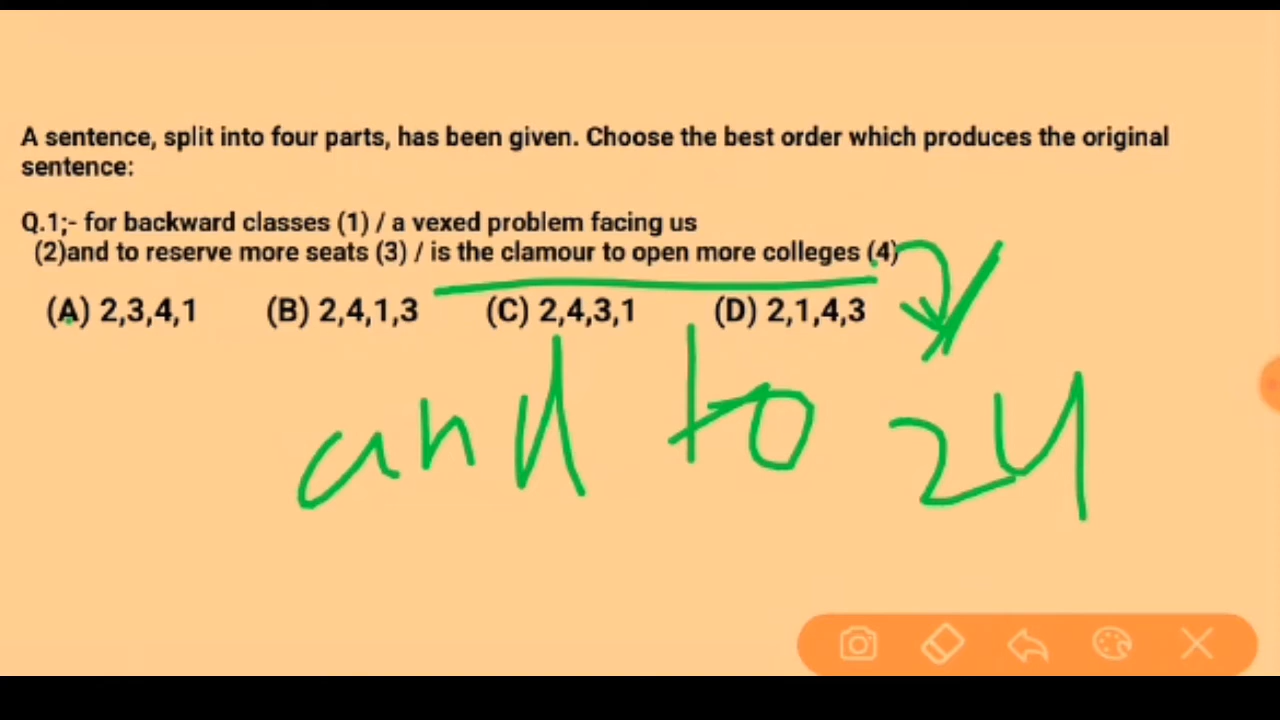 A sentence, split into four parts, has been given. Choose the best order which produces the original
sentence:
Q.1;- for backward classes (1) / a vexed problem facing us
(2)and to reserve more seats (3) / is the clamour to open more colleges (4)
(A) 2,3,4,1 (B) 2,4,1,3 (C) 2,4,3,1 (D) 2,1,4,3
and to 24